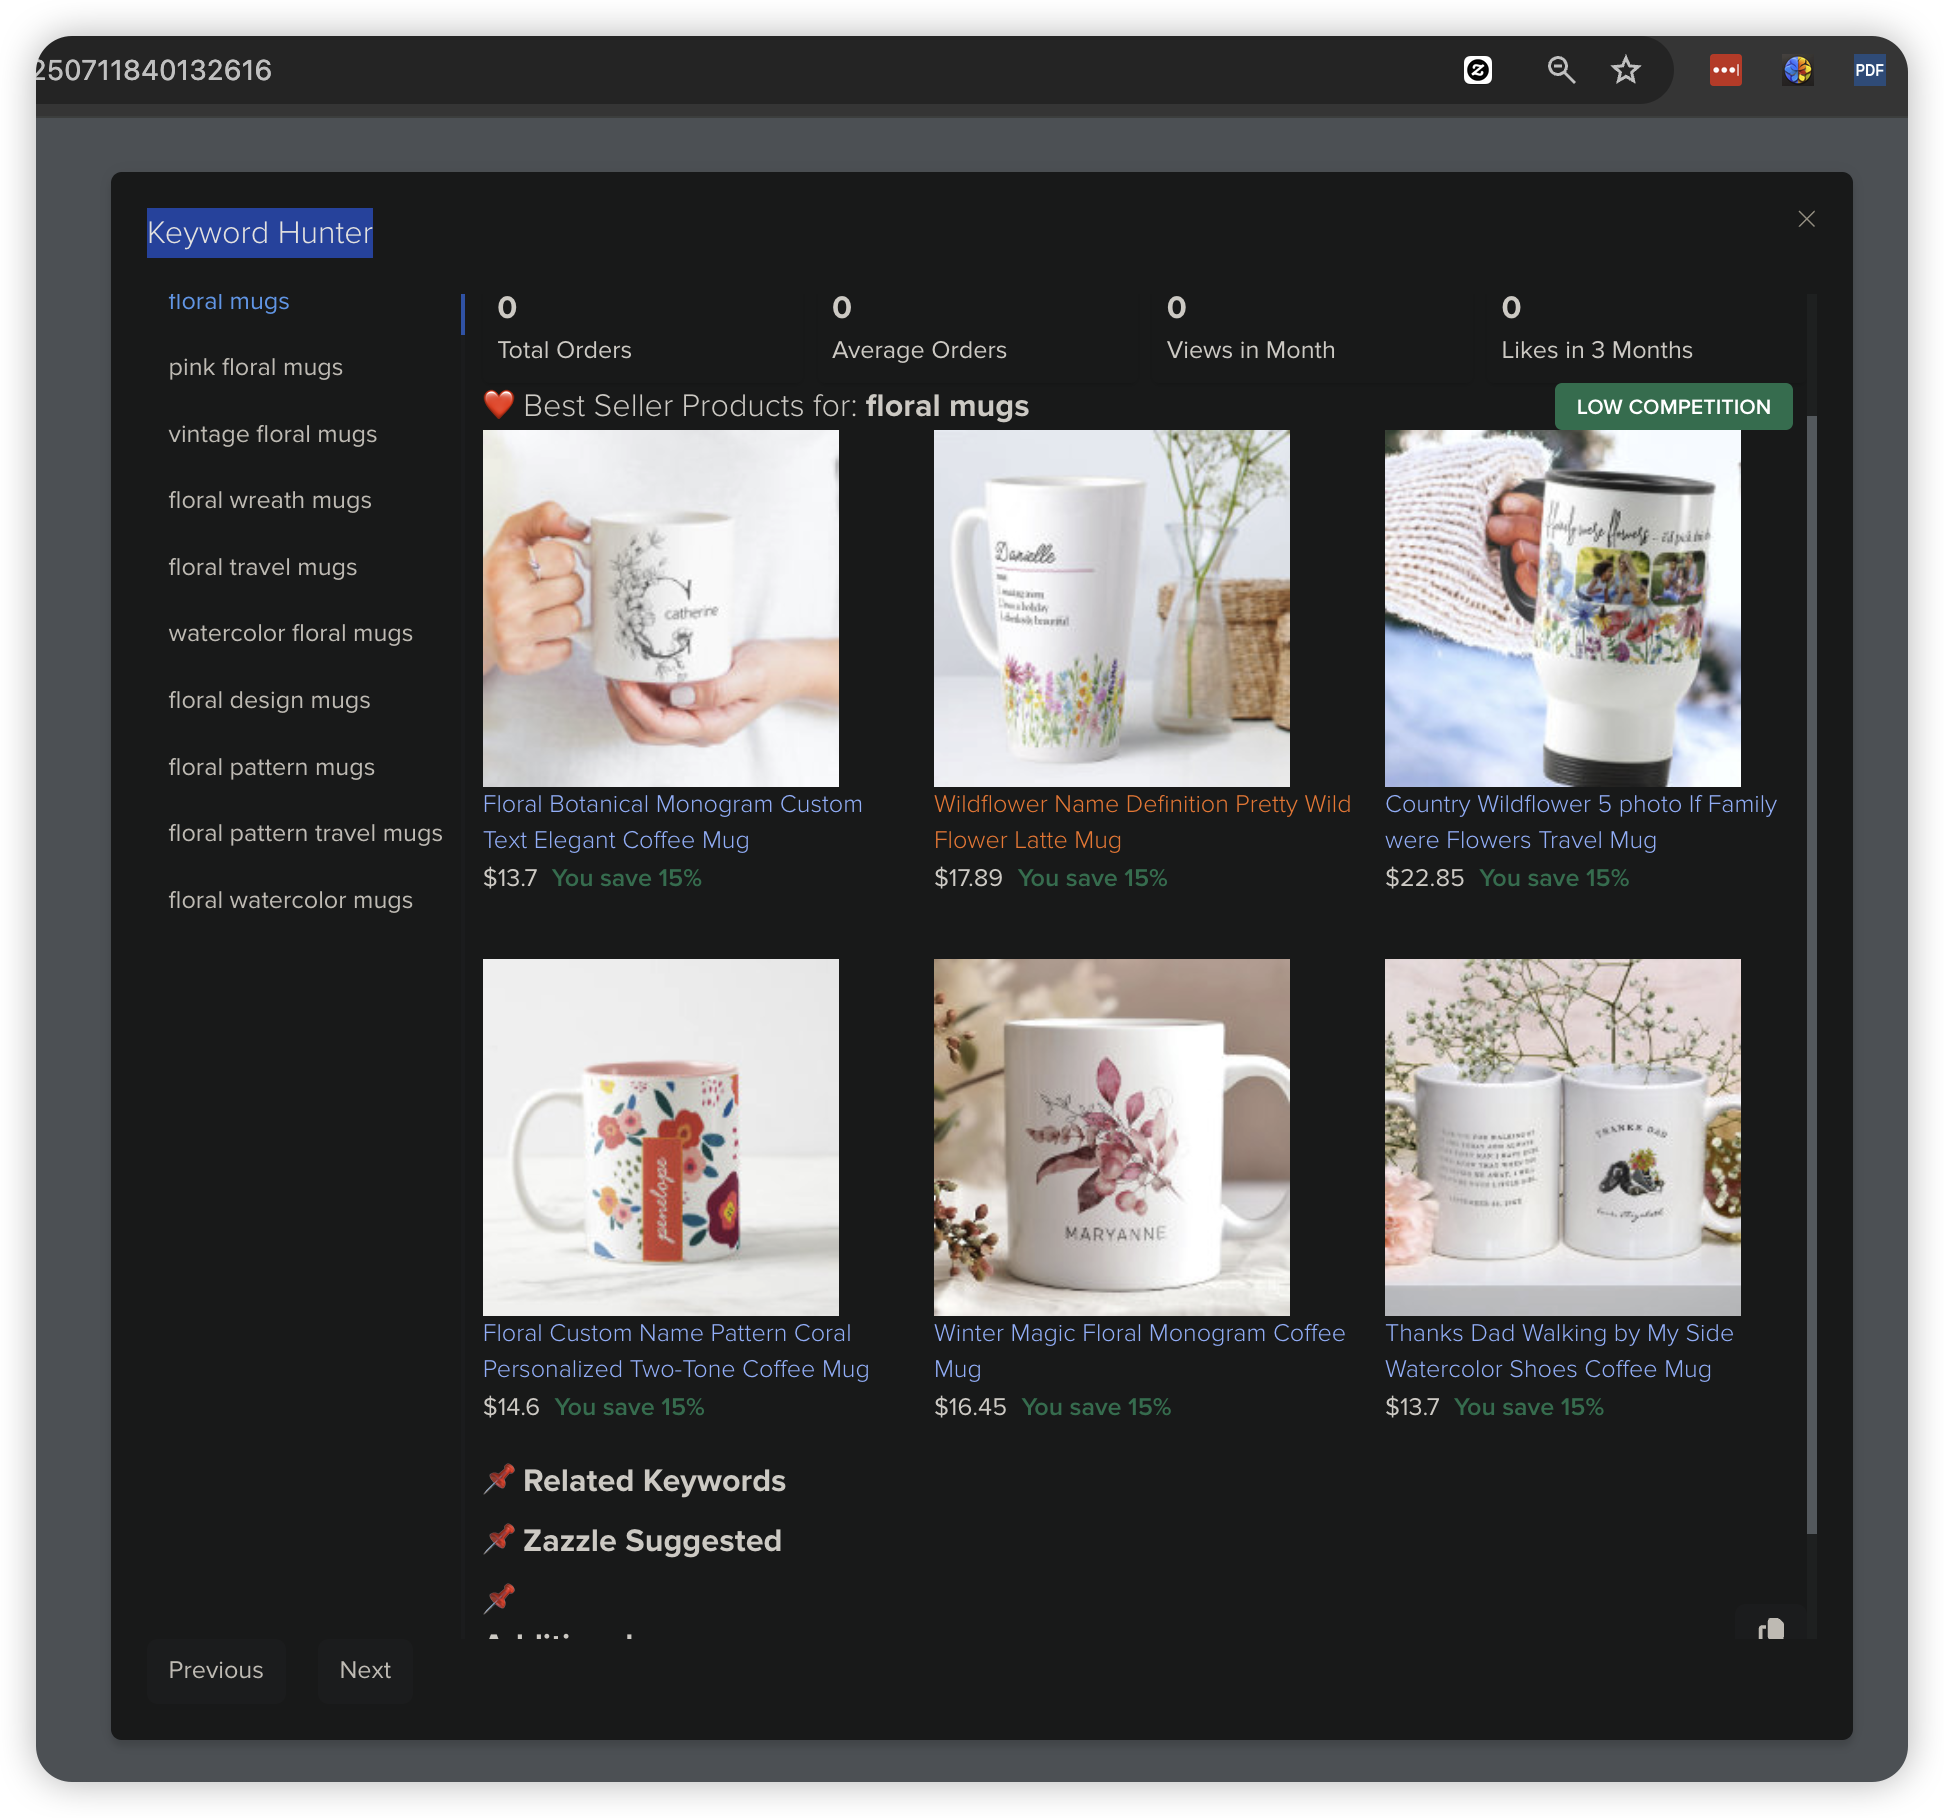 250711840132616
PDF
Keyword Hunter
floral mugs
pink floral mugs
vintage floral mugs
floral wreath mugs
floral travel mugs
watercolor floral mugs
floral design mugs
floral pattern mugs
floral pattern travel mugs
floral watercolor mugs
Previous
Next
0
Total Orders
0
Average Orders
0
Views in Month
0
Likes in 3 Months
Best Seller Products for: floral mugs
LOW COMPETITION
C
catherine
Floral Botanical Monogram Custom
Text Elegant Coffee Mug
$13.7 You save 15%
Danielle
Wildflower Name Definition Pretty Wild
Flower Latte Mug
$17.89 You save 15%
Country Wildflower 5 photo If Family
were Flowers Travel Mug
$22.85 You save 15%
penelope
Floral Custom Name Pattern Coral
Personalized Two-Tone Coffee Mug
$14.6 You save 15%
MARYANNE
Winter Magic Floral Monogram Coffee
Mug
$16.45 You save 15%
THANKS DAD
Thanks Dad Walking by My Side
Watercolor Shoes Coffee Mug
$13.7 You save 15%
Related Keywords
Zazzle Suggested